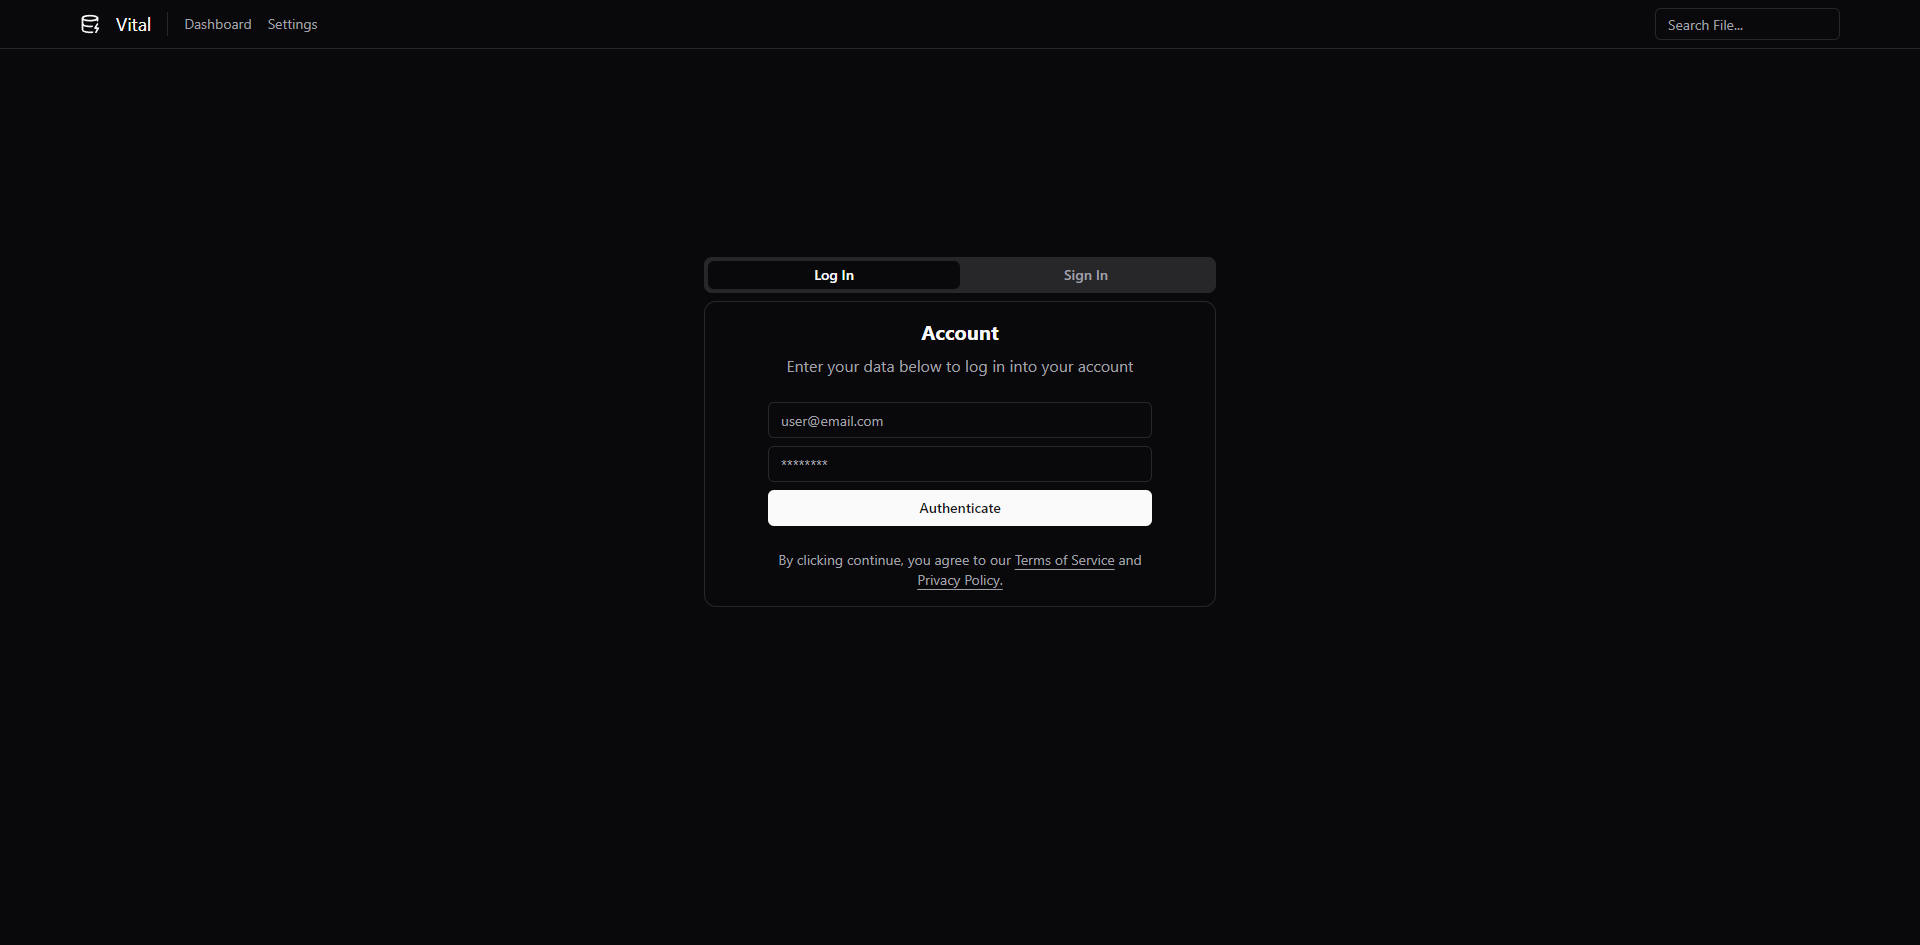 Vital Dashboard Settings Search File...
Log In Sign In
Account
Enter your data below to log in into your account
user@email.com
********
Authenticate
By clicking continue, you agree to our Terms of Service and
Privacy Policy.